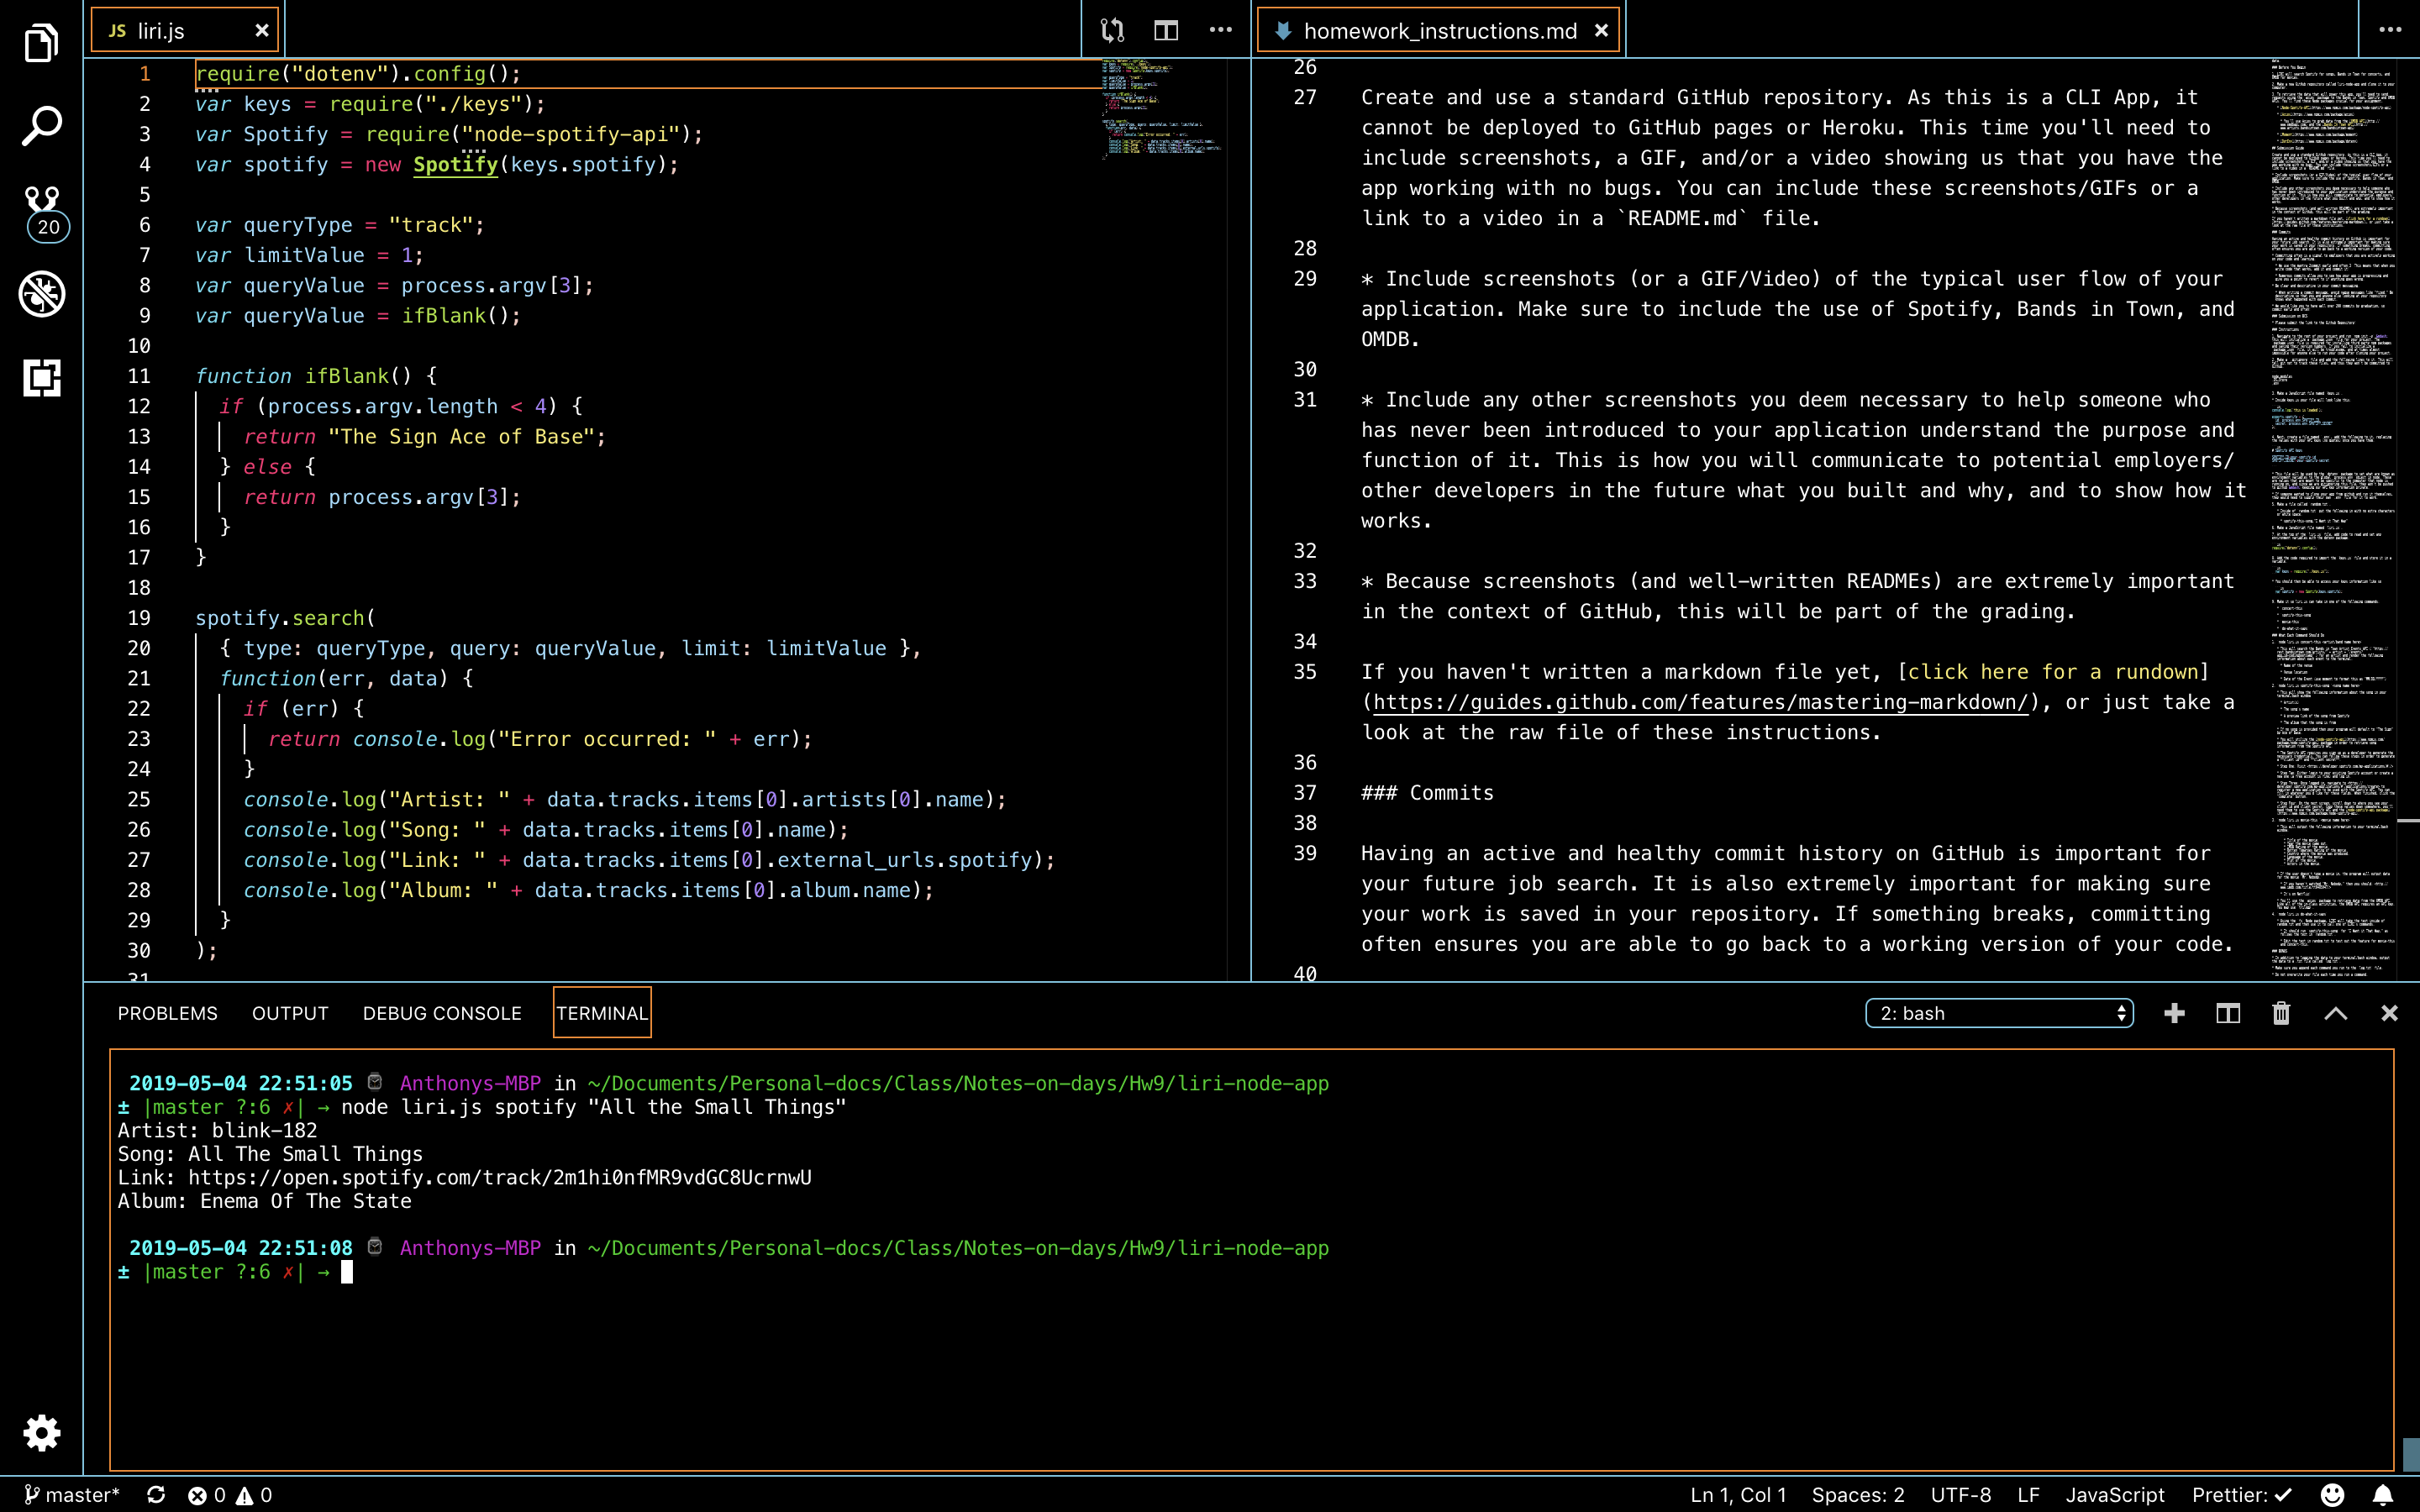 JS liri.js ×
homework_instructions.md ×
20
1 require("dotenv").config();
2 var keys = require("./keys");
3 var Spotify = require("node-spotify-api");
4 var spotify = new Spotify(keys.spotify);
5
6 var queryType = "track";
7 var limitValue = 1;
8 var queryValue = process.argv[3];
9 var queryValue = ifBlank();
10
11 function ifBlank() {
12 if (process.argv.length < 4) {
13 return "The Sign Ace of Base";
14 } else {
15 return process.argv[3];
16 }
17 }
18
19 spotify.search(
20 { type: queryType, query: queryValue, limit: limitValue },
21 function(err, data) {
22 if (err) {
23 return console.log("Error occurred: " + err);
24 }
25 console.log("Artist: " + data.tracks.items[0].artists[0].name);
26 console.log("Song: " + data.tracks.items[0].name);
27 console.log("Link: " + data.tracks.items[0].external_urls.spotify);
28 console.log("Album: " + data.tracks.items[0].album.name);
29 }
30 );
31
26
27 Create and use a standard GitHub repository. As this is a CLI App, it
cannot be deployed to GitHub pages or Heroku. This time you'll need to
include screenshots, a GIF, and/or a video showing us that you have the
app working with no bugs. You can include these screenshots/GIFs or a
link to a video in a `README.md` file.
28
29 * Include screenshots (or a GIF/Video) of the typical user flow of your
application. Make sure to include the use of Spotify, Bands in Town, and
OMDB.
30
31 * Include any other screenshots you deem necessary to help someone who
has never been introduced to your application understand the purpose and
function of it. This is how you will communicate to potential employers/
other developers in the future what you built and why, and to show how it
works.
32
33 * Because screenshots (and well-written READMEs) are extremely important
in the context of GitHub, this will be part of the grading.
34
35 If you haven't written a markdown file yet, [click here for a rundown]
(https://guides.github.com/features/mastering-markdown/), or just take a
look at the raw file of these instructions.
36
37 ### Commits
38
39 Having an active and healthy commit history on GitHub is important for
your future job search. It is also extremely important for making sure
your work is saved in your repository. If something breaks, committing
often ensures you are able to go back to a working version of your code.
40
PROBLEMS OUTPUT DEBUG CONSOLE TERMINAL 2: bash
2019-05-04 22:51:05 Anthonys-MBP in ~/Documents/Personal-docs/Class/Notes-on-days/Hw9/liri-node-app
± |master ?:6 ✗| → node liri.js spotify "All the Small Things"
Artist: blink-182
Song: All The Small Things
Link: https://open.spotify.com/track/2m1hi0nfMR9vdGC8UcrnwU
Album: Enema Of The State
2019-05-04 22:51:08 Anthonys-MBP in ~/Documents/Personal-docs/Class/Notes-on-days/Hw9/liri-node-app
± |master ?:6 ✗| →
master* 0 0 Ln 1, Col 1 Spaces: 2 UTF-8 LF JavaScript Prettier: ✓